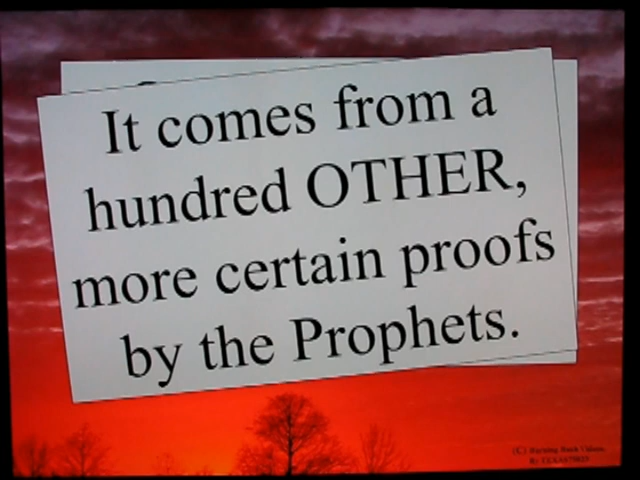 It comes from a
hundred OTHER,
more certain proofs
by the Prophets.